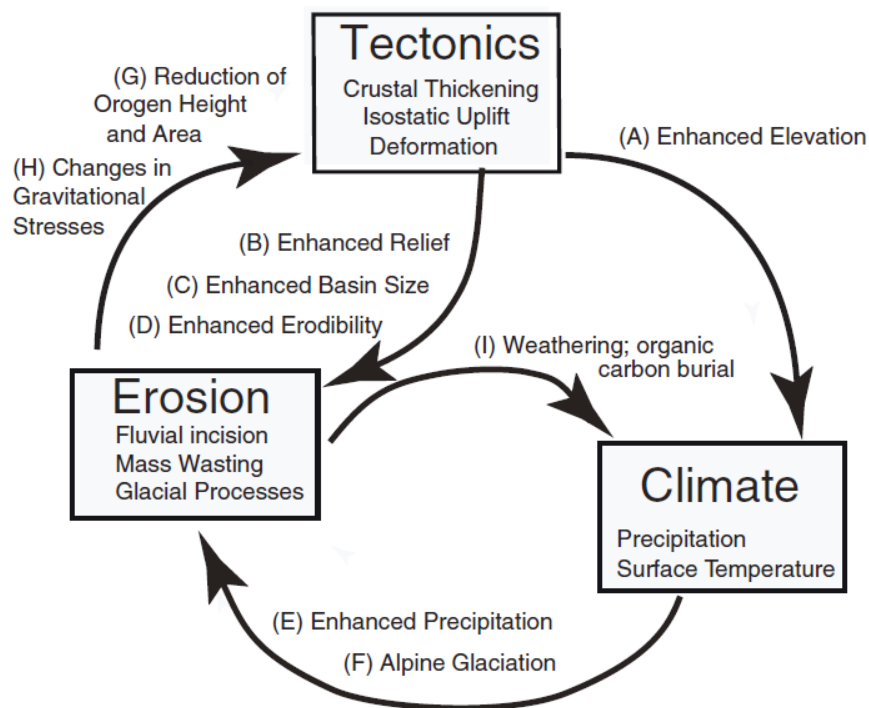 Tectonics
Crustal Thickening
Isostatic Uplift
Deformation
(G) Reduction of
Orogen Height
and Area
(H) Changes in
Gravitational
Stresses
(A) Enhanced Elevation
(B) Enhanced Relief
(C) Enhanced Basin Size
(D) Enhanced Erodibility
(I) Weathering; organic
carbon burial
Erosion
Fluvial incision
Mass Wasting
Glacial Processes
Climate
Precipitation
Surface Temperature
(E) Enhanced Precipitation
(F) Alpine Glaciation